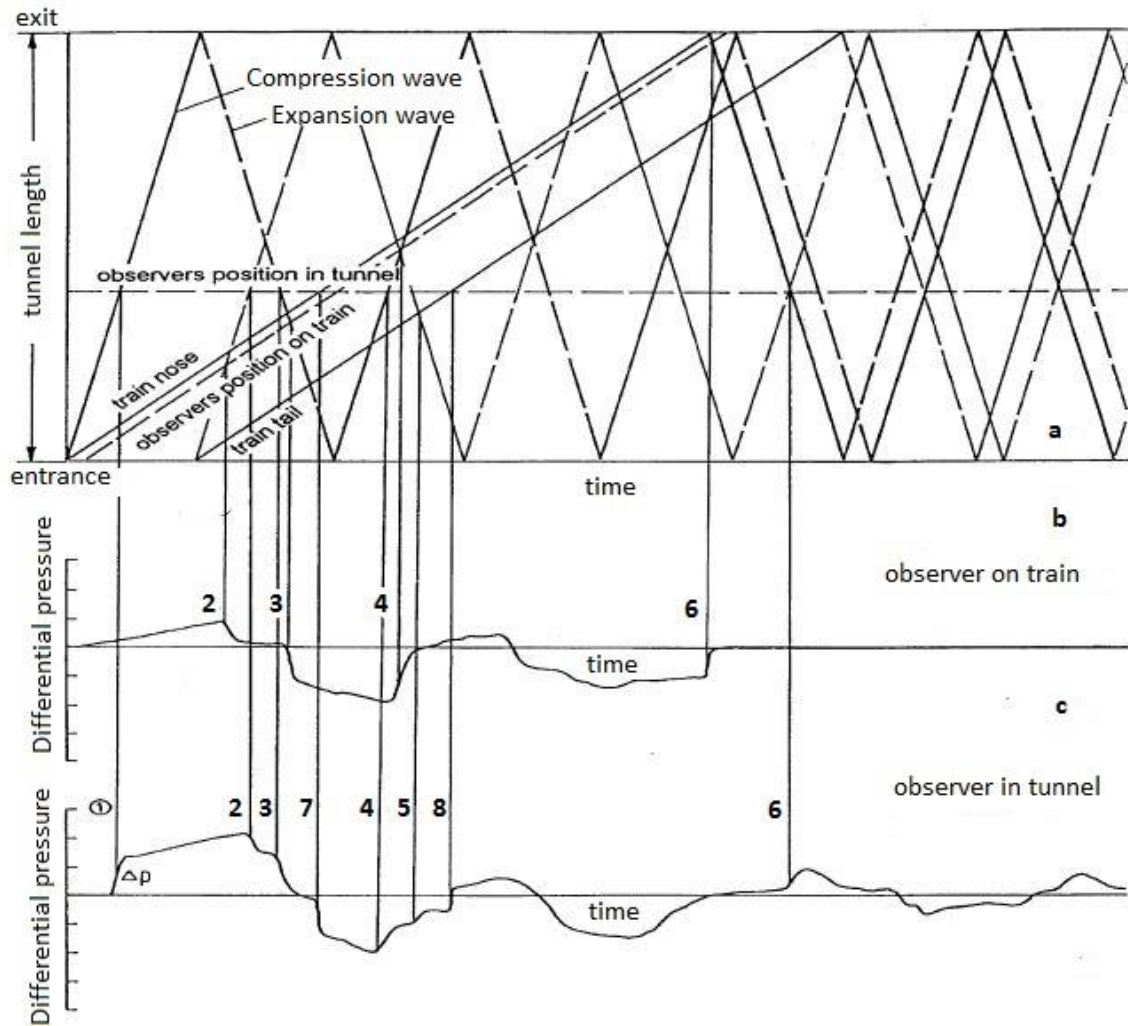 exit
Compression wave
Expansion wave
tunnel length
observers position in tunnel
train nose
observers position on train
train tail
a
entrance
time
b
Differential pressure
observer on train
2
3
4
6
time
c
Differential pressure
observer in tunnel
1
2
3
7
4
5
8
6
Δp
time